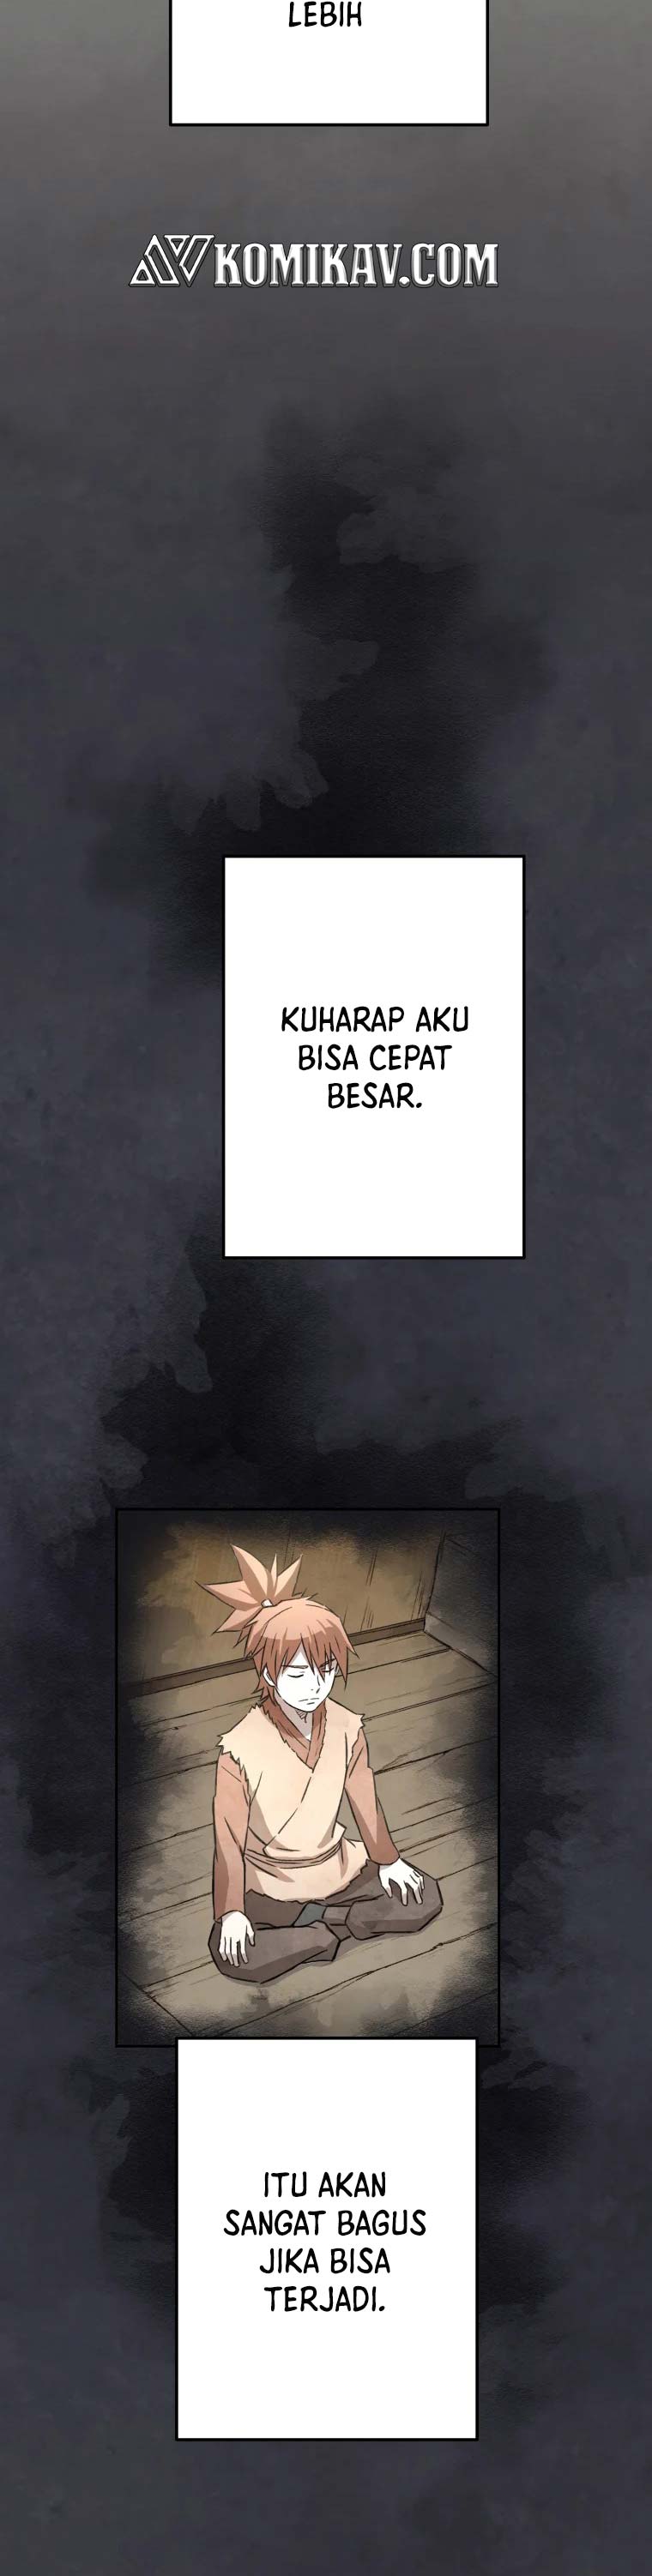 LEBIH
KOMIKAV.COM
KUHARAP AKU
BISA CEPAT
BESAR.
ITU AKAN
SANGAT BAGUS
JIKA BISA
TERJADI.